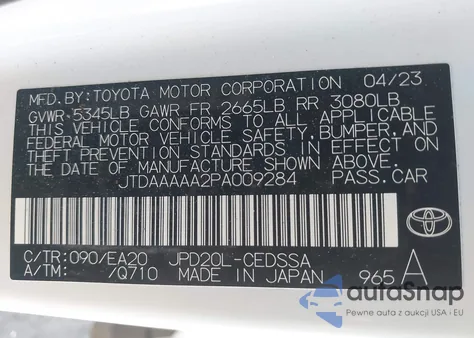 MFD. BY: TOYOTA MOTOR CORPORATION 04/23
GVWR 5345LB GAWR FR 2665LB RR 3080LB
THIS VEHICLE CONFORMS TO ALL APPLICABLE
FEDERAL MOTOR VEHICLE SAFETY, BUMPER, AND
THEFT PREVENTION STANDARDS IN EFFECT ON
THE DATE OF MANUFACTURE SHOWN ABOVE.
JTDAAAAA2PA009284 PASS. CAR
TOYOTA
C/TR: 090/EA20 JPD20L-CEDSSA
A/TM: /Q710 MADE IN JAPAN 965 A
autoSnap
Pewne auta z aukcji USA - EU